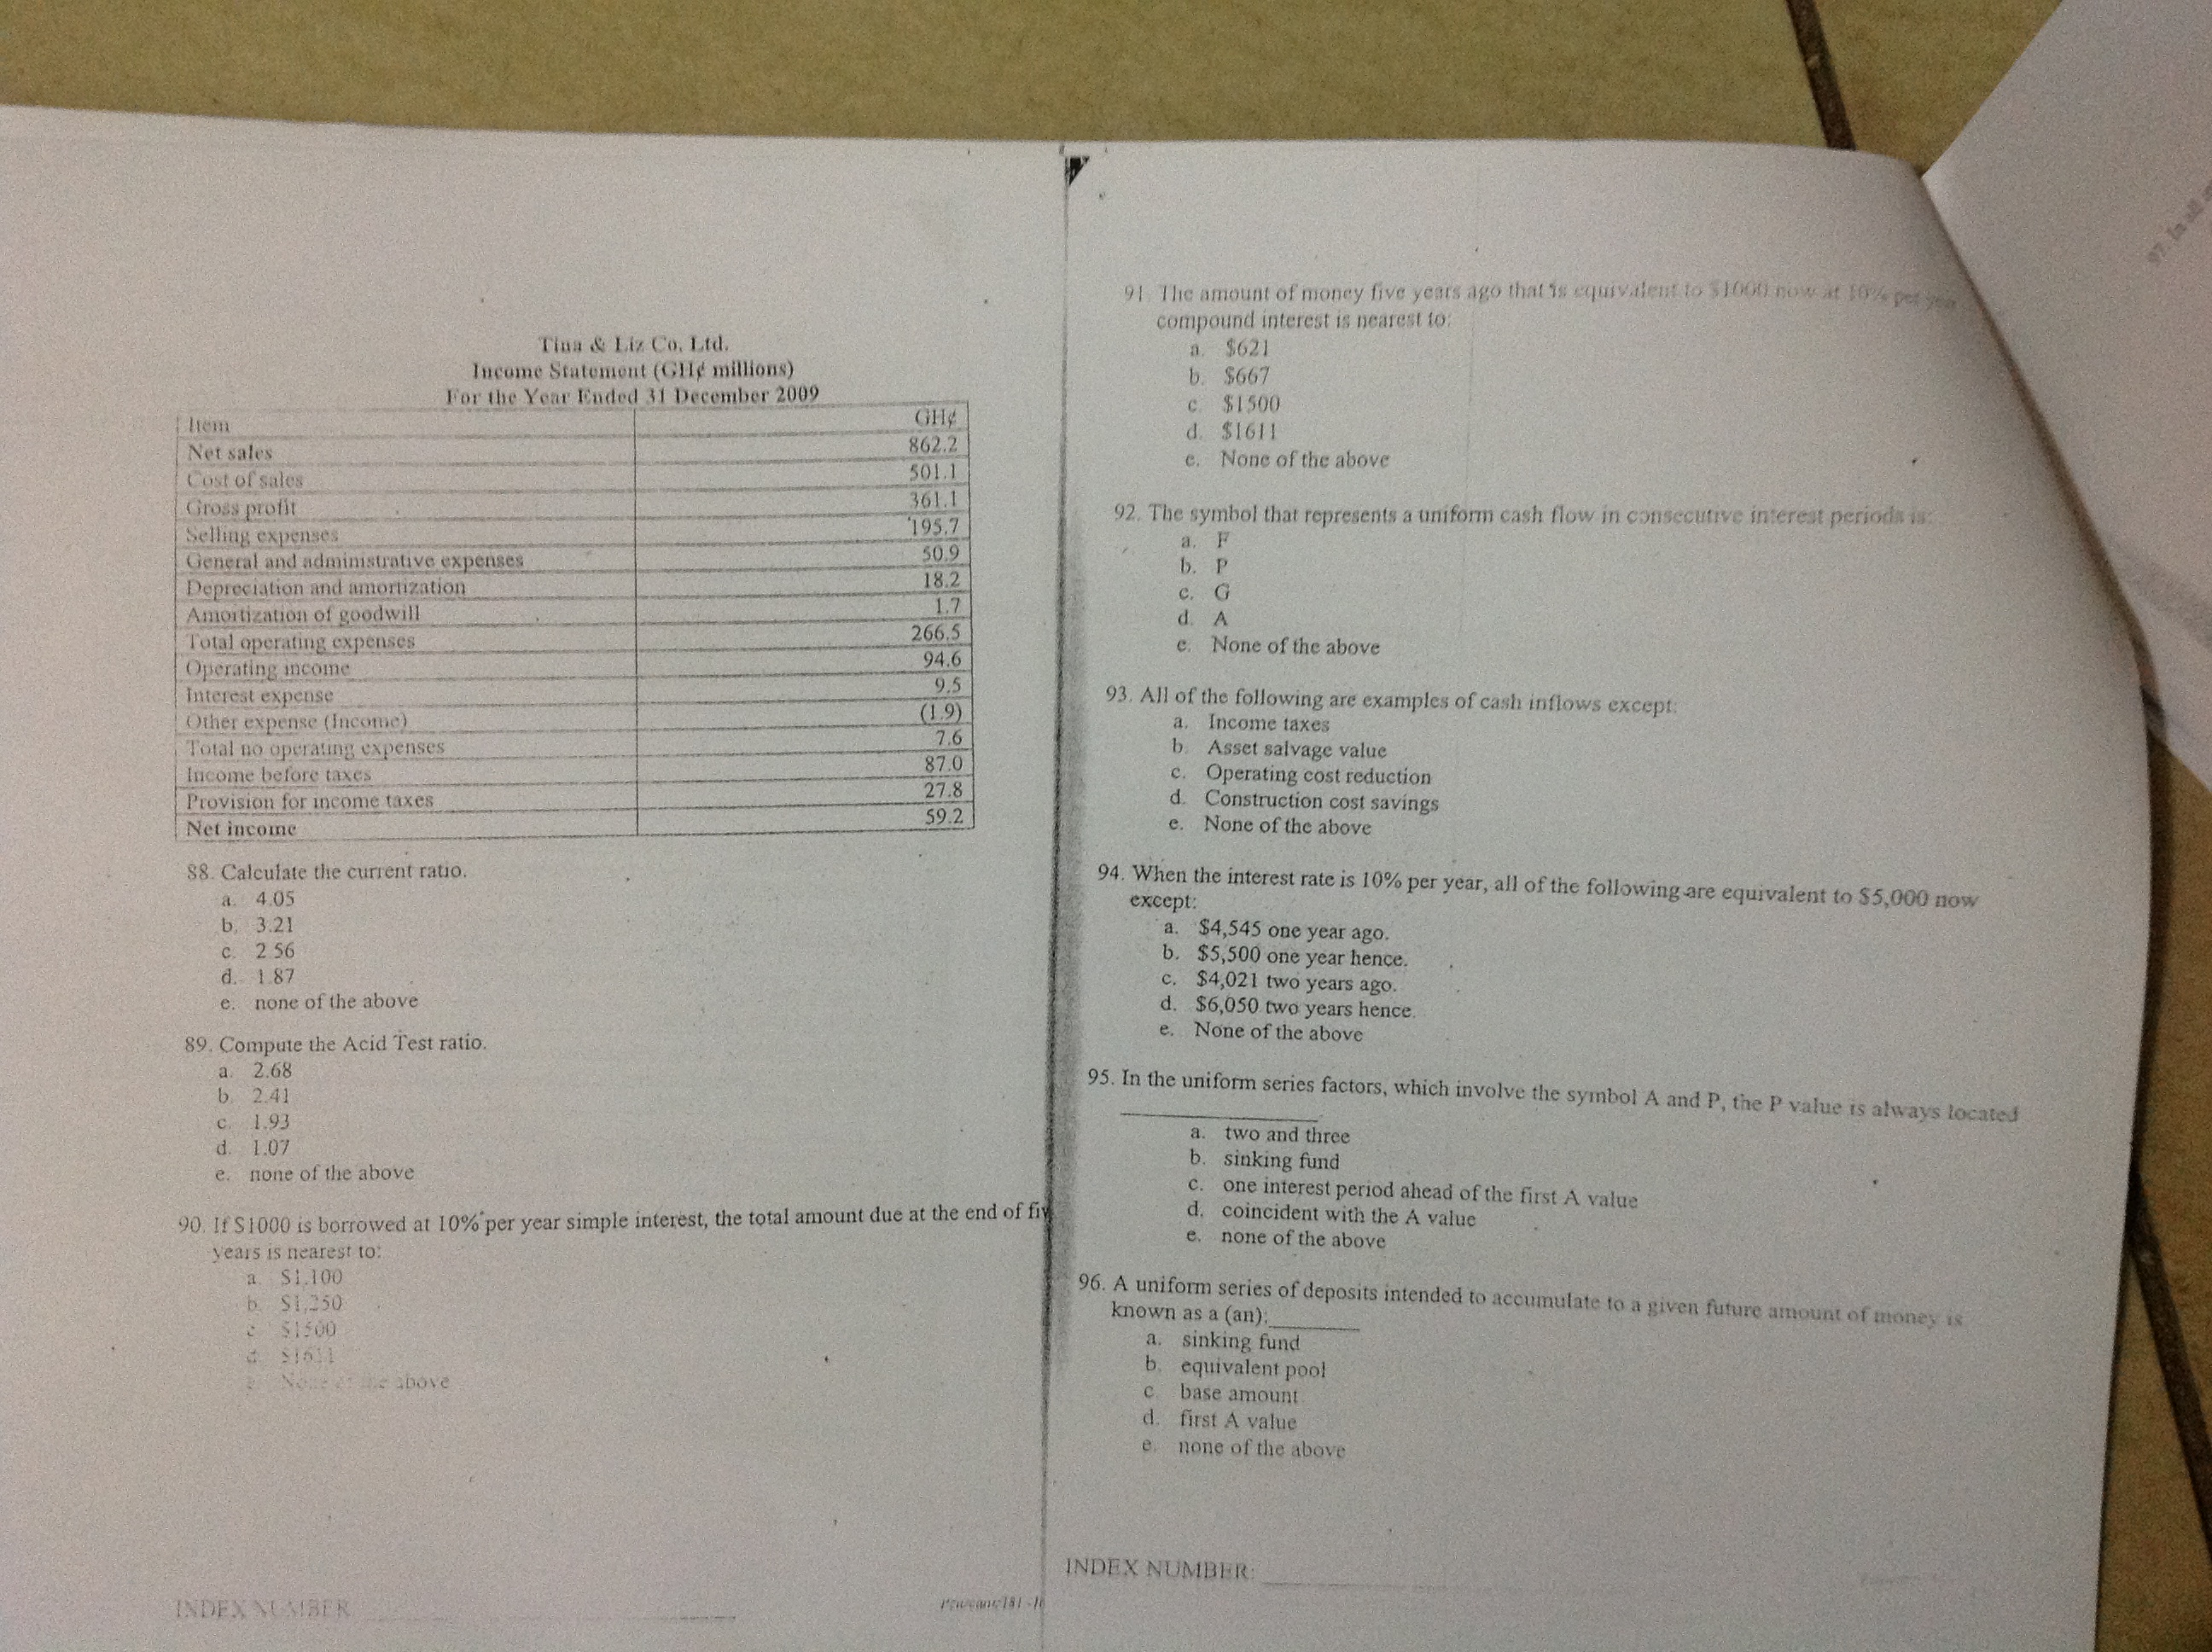 Tina & Liz Co. Ltd.
Income Statement (GH¢ millions)
For the Year Ended 31 December 2009
Item GH¢
Net sales 862.2
Cost of sales 501.1
Gross profit 361.1
Selling expenses 195.7
General and administrative expenses 50.9
Depreciation and amortization 18.2
Amortization of goodwill 1.7
Total operating expenses 266.5
Operating income 94.6
Interest expense 9.5
Other expense (Income) (1.9)
Total no operating expenses 7.6
Income before taxes 87.0
Provision for income taxes 27.8
Net income 59.2
88. Calculate the current ratio.
a. 4.05
b. 3.21
c. 2.56
d. 1.87
e. none of the above
89. Compute the Acid Test ratio.
a. 2.68
b. 2.41
c. 1.93
d. 1.07
e. none of the above
90. If $1000 is borrowed at 10% per year simple interest, the total amount due at the end of fiv
years is nearest to:
a. $1,100
b. $1,250
c. $1500
d. $1611
e. None of the above
INDEX NUMBER
91. The amount of money five years ago that is equivalent to $1000 now at 10% per year
compound interest is nearest to:
a. $621
b. $667
c. $1500
d. $1611
e. None of the above
92. The symbol that represents a uniform cash flow in consecutive interest periods is:
a. F
b. P
c. G
d. A
e. None of the above
93. All of the following are examples of cash inflows except:
a. Income taxes
b. Asset salvage value
c. Operating cost reduction
d. Construction cost savings
e. None of the above
94. When the interest rate is 10% per year, all of the following are equivalent to $5,000 now
except:
a. $4,545 one year ago.
b. $5,500 one year hence.
c. $4,021 two years ago.
d. $6,050 two years hence.
e. None of the above
95. In the uniform series factors, which involve the symbol A and P, the P value is always located
a. two and three
b. sinking fund
c. one interest period ahead of the first A value
d. coincident with the A value
e. none of the above
96. A uniform series of deposits intended to accumulate to a given future amount of money is
known as a (an):
a. sinking fund
b. equivalent pool
c. base amount
d. first A value
e. none of the above
INDEX NUMBER:
97. In all